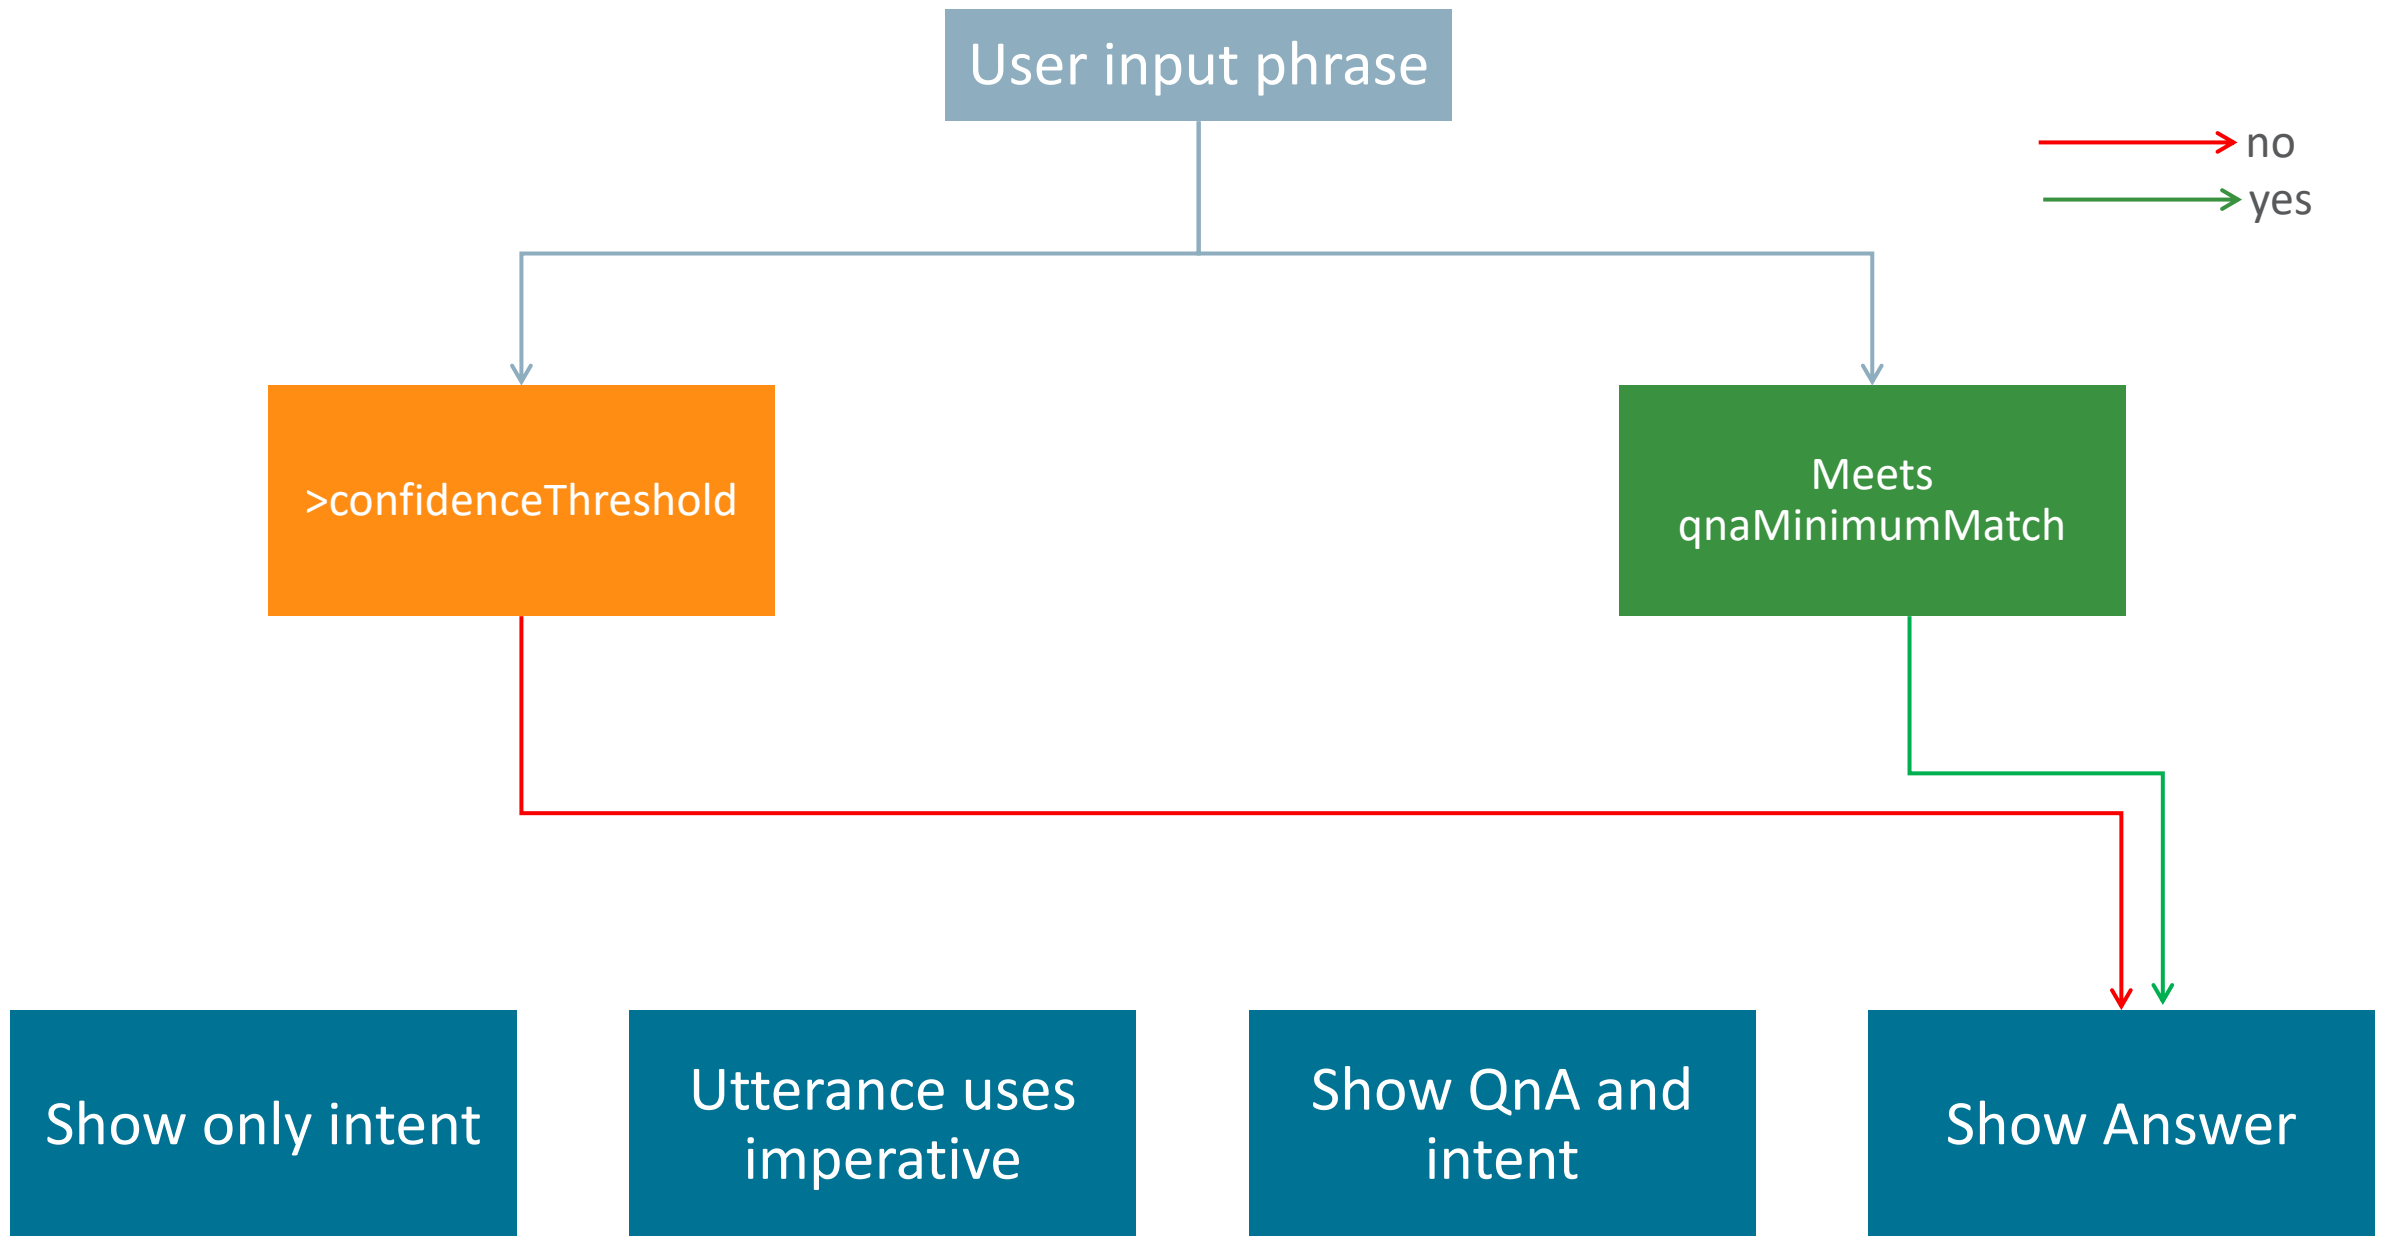 User input phrase
no
yes
>confidenceThreshold
Meets
qnaMinimumMatch
Show only intent
Utterance uses
imperative
Show QnA and
intent
Show Answer